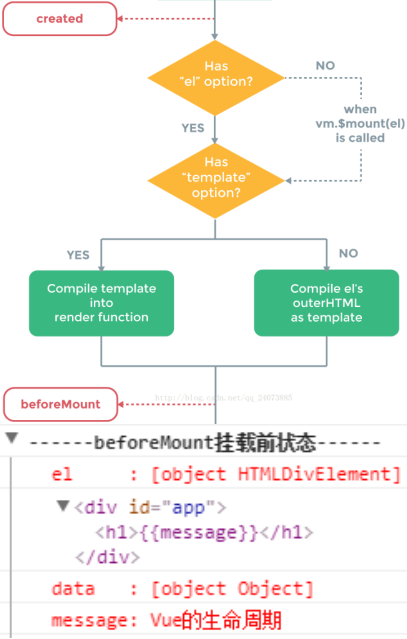 created
Has
"el" option?
NO
when
vm.$mount(el)
is called
YES
Has
"template"
option?
YES
NO
Compile template
into
render function
Compile el's
outerHTML
as template
http://blog.csdn.net/qq_24073885
beforeMount
------beforeMount挂载前状态------
el : [object HTMLDivElement]
<div id="app">
<h1>{{message}}</h1>
</div>
data : [object Object]
message: Vue的生命周期